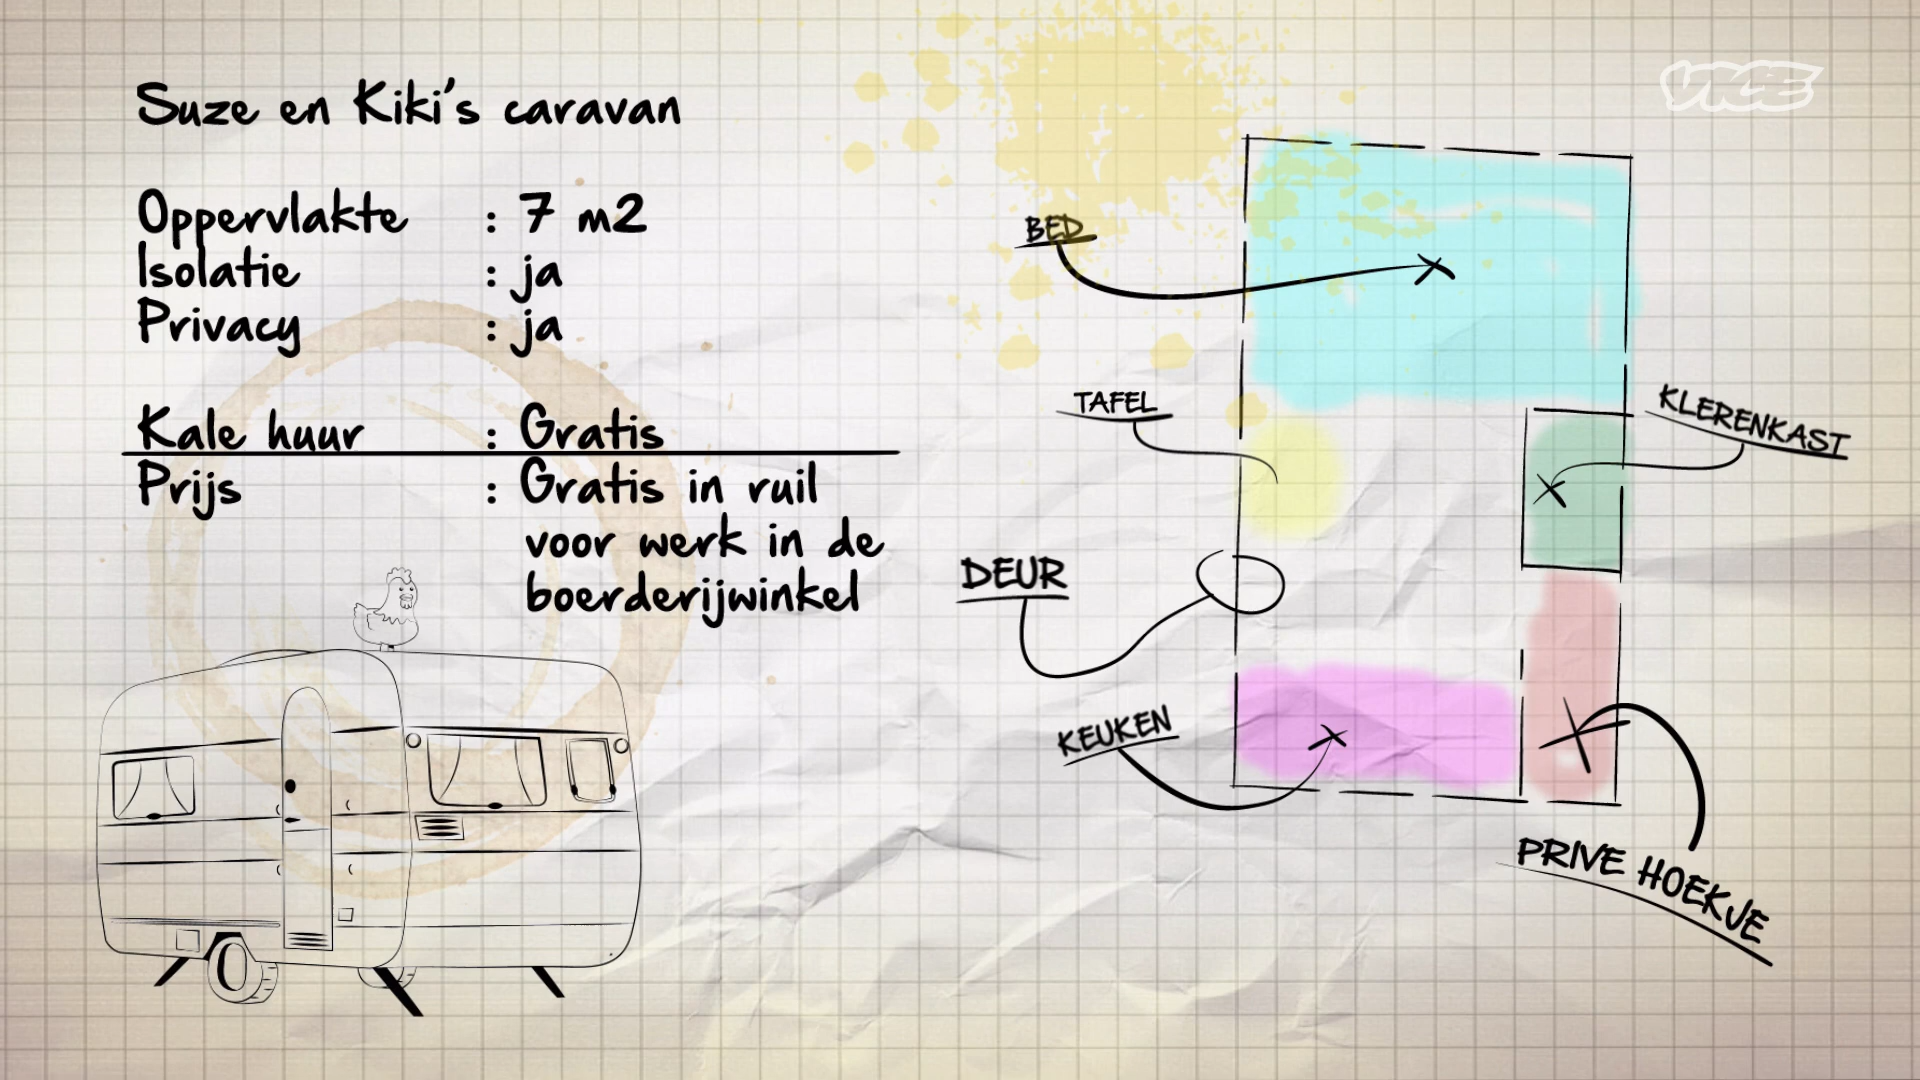 Suze en Kiki's caravan
Oppervlakte : 7 m2
Isolatie : ja
Privacy : ja
Kale huur : Gratis
Prijs : Gratis in ruil
voor werk in de
boerderijwinkel
VICE
BED
TAFEL
KLERENKAST
DEUR
KEUKEN
PRIVE HOEKJE